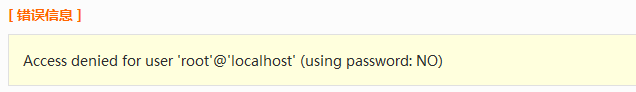 [ 错误信息 ]
Access denied for user 'root'@'localhost' (using password: NO)